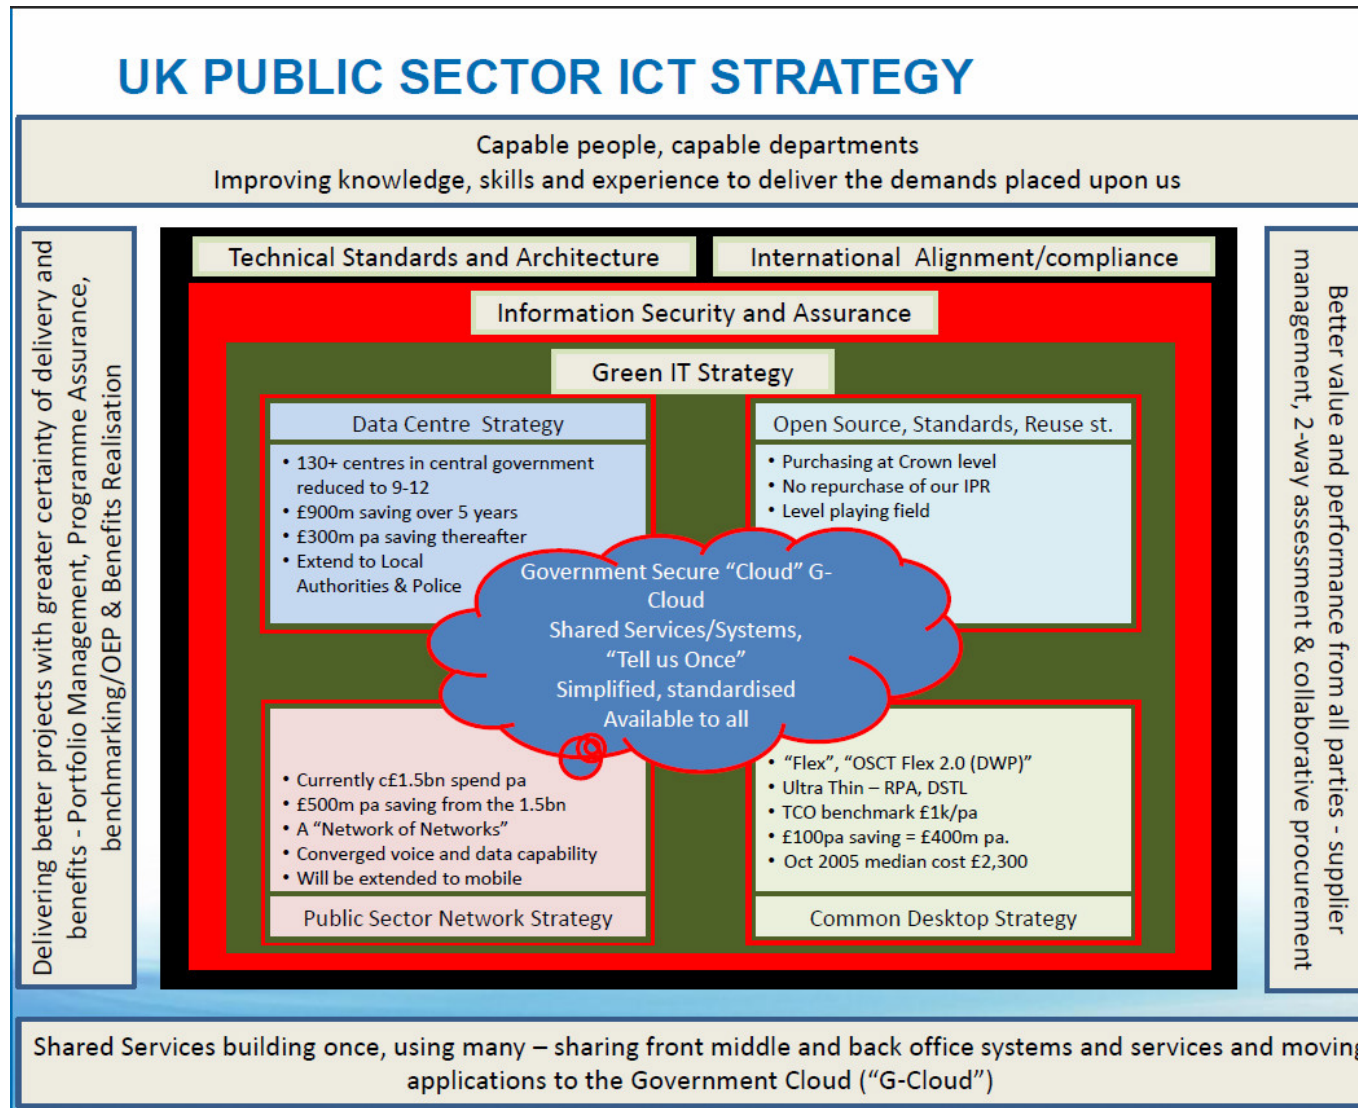 UK PUBLIC SECTOR ICT STRATEGY
Capable people, capable departments
Improving knowledge, skills and experience to deliver the demands placed upon us
Delivering better projects with greater certainty of delivery and
benefits - Portfolio Management, Programme Assurance,
benchmarking/OEP & Benefits Realisation
Technical Standards and Architecture
International Alignment/compliance
Information Security and Assurance
Green IT Strategy
Data Centre Strategy
• 130+ centres in central government
reduced to 9-12
• £900m saving over 5 years
• £300m pa saving thereafter
• Extend to Local
Authorities & Police
Open Source, Standards, Reuse st.
• Purchasing at Crown level
• No repurchase of our IPR
• Level playing field
Government Secure “Cloud” G-
Cloud
Shared Services/Systems,
“Tell us Once”
Simplified, standardised
Available to all
• Currently c£1.5bn spend pa
• £500m pa saving from the 1.5bn
• A “Network of Networks”
• Converged voice and data capability
• Will be extended to mobile
Public Sector Network Strategy
• “Flex”, “OSCT Flex 2.0 (DWP)”
• Ultra Thin – RPA, DSTL
• TCO benchmark £1k/pa
• £100pa saving = £400m pa.
• Oct 2005 median cost £2,300
Common Desktop Strategy
Better value and performance from all parties - supplier
management, 2-way assessment & collaborative procurement
Shared Services building once, using many – sharing front middle and back office systems and services and moving
applications to the Government Cloud (“G-Cloud”)